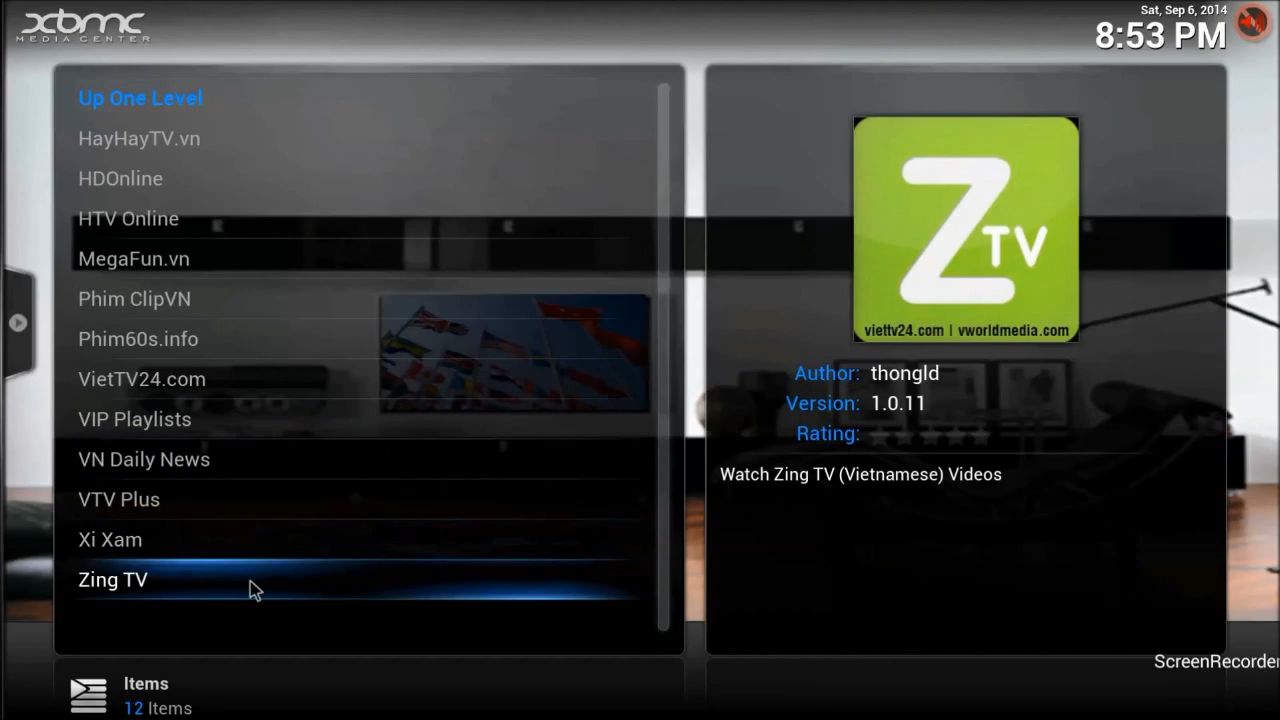 xbmc
MEDIA CENTER
Sat, Sep 6, 2014
8:53 PM
Up One Level
HayHayTV.vn
HDOnline
HTV Online
MegaFun.vn
Phim ClipVN
Phim60s.info
VietTV24.com
VIP Playlists
VN Daily News
VTV Plus
Xi Xam
Zing TV
Items
12 Items
Z TV
viettv24.com | vworldmedia.com
Author: thongld
Version: 1.0.11
Rating:
Watch Zing TV (Vietnamese) Videos
ScreenRecorder